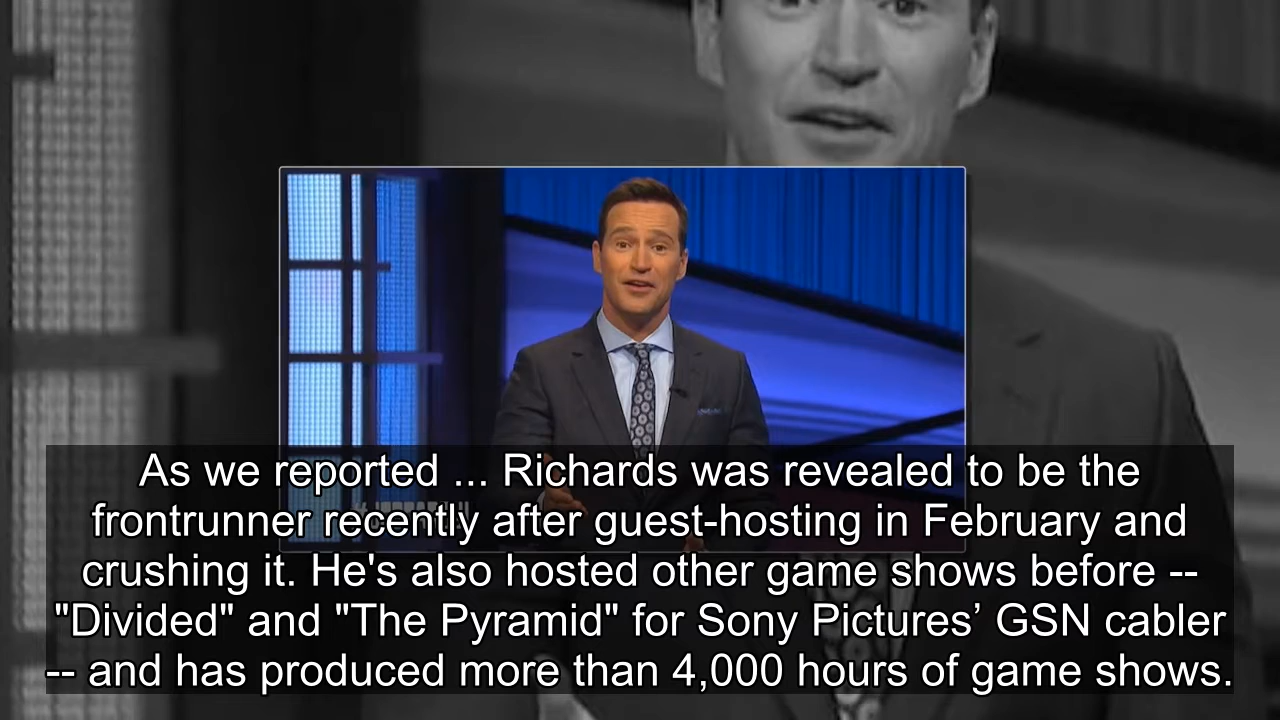 As we reported ... Richards was revealed to be the
frontrunner recently after guest-hosting in February and
crushing it. He's also hosted other game shows before --
"Divided" and "The Pyramid" for Sony Pictures’ GSN cabler
-- and has produced more than 4,000 hours of game shows.